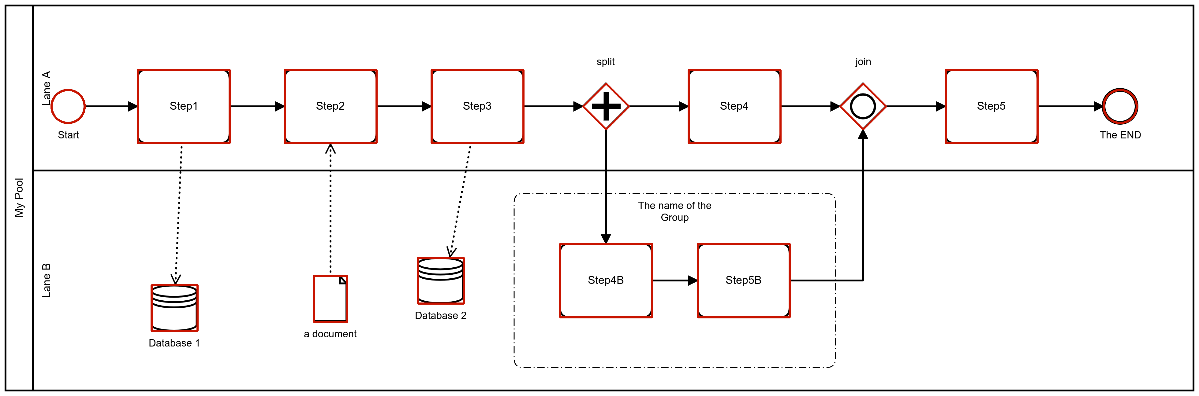 My Pool
Lane A
split
join
Start
Step1
Step2
Step3
Step4
Step5
The END
Lane B
The name of the
Group
Step4B
Step5B
Database 1
a document
Database 2